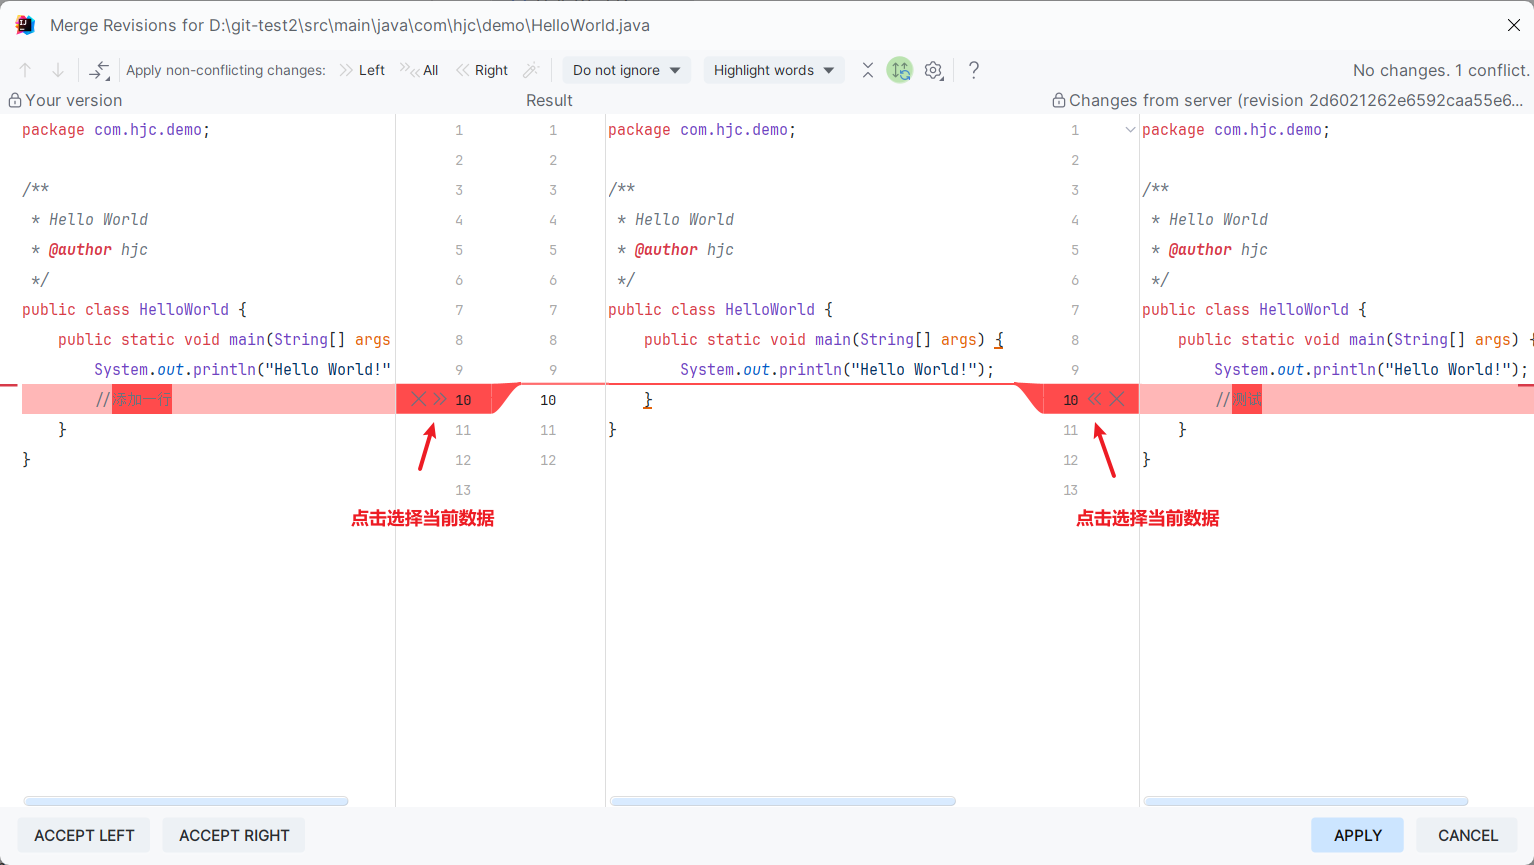 Merge Revisions for D:\git-test2\src\main\java\com\hjc\demo\HelloWorld.java
Apply non-conflicting changes: Left All Right Do not ignore Highlight words ? No changes. 1 conflict.
Your version Result Changes from server (revision 2d6021262e6592caa55e6...
package com.hjc.demo; 1 1 package com.hjc.demo; 1 package com.hjc.demo;
2 2 2
/** 3 3 /** 3 /**
* Hello World 4 4 * Hello World 4 * Hello World
* @author hjc 5 5 * @author hjc 5 * @author hjc
*/ 6 6 */ 6 */
public class HelloWorld { 7 7 public class HelloWorld { 7 public class HelloWorld {
public static void main(String[] args 8 8 public static void main(String[] args) { 8 public static void main(String[] args) {
System.out.println("Hello World!" 9 9 System.out.println("Hello World!"); 9 System.out.println("Hello World!");
//添加一行 10 10 } 10 //测试
} 11 11 } 11 }
} 12 12 12 }
13 13
点击选择当前数据 点击选择当前数据
ACCEPT LEFT ACCEPT RIGHT APPLY CANCEL